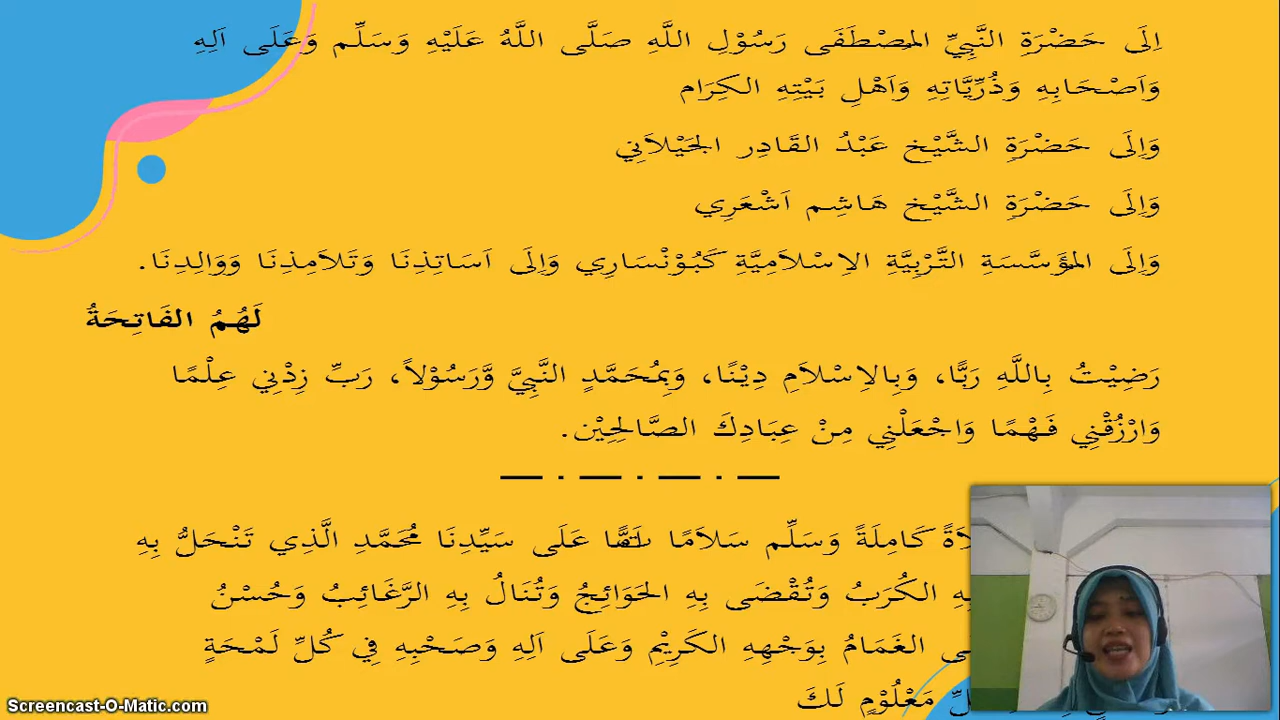 اِلَى حَضْرَةِ النَّبِيِّ المصْطَفَى رَسُوْلِ اللَّهِ صَلَّى اللَّهُ عَلَيْهِ وَسَلِّم وَعَلَى اَلِهِ
وَاَصْحَابِهِ وَذُرِّيَّاتِهِ وَاَهْلِ بَيْتِهِ الكِرَام
وَاِلَى حَضْرَةِ الشَّيْخ عَبْدُ القَادِر الجَيْلاَنِي
وَاِلَى حَضْرَةِ الشَّيْخ هَاشِم اَشْعَرِي
وَاِلَى المؤَسَّسَةِ التَّرْبِيَّةِ الاِسْلاَمِيَّةِ كَبُوْنْسَارِي وَاِلَى اَسَاتِذِنَا وَتَلاَمِذِنَا وَوَالِدِنَا.
لَهُمُ الفَاتِحَةُ
رَضِيْتُ بِاللَّهِ رَبًّا، وَبِالاِسْلاَمِ دِيْنًا، وَبِمُحَمَّدٍ النَّبِيَّ وَّرَسُوْلاً، رَبِّ زِدْنِي عِلْمًا
وَارْزُقْنِي فَهْمًا وَاجْعَلْنِي مِنْ عِبَادِكَ الصَّالِحِيْن.
كَامِلَةً وَسَلِّم سَلاَمًا تَامًّا عَلَى سَيِّدِنَا مُحَمَّدِ الَّذِي تَنْحَلُّ بِهِ
الكُرَبُ وَتُقْضَى بِهِ الحَوَائِجُ وَتُنَالُ بِهِ الرَّغَائِبُ وَحُسْنُ
الغَمَامُ بِوَجْهِهِ الكَرِيْمِ وَعَلَى اَلِهِ وَصَحْبِهِ فِي كُلِّ لَمْحَةٍ
مَعْلُوْمٍ لَكَ
Screencast-O-Matic.com